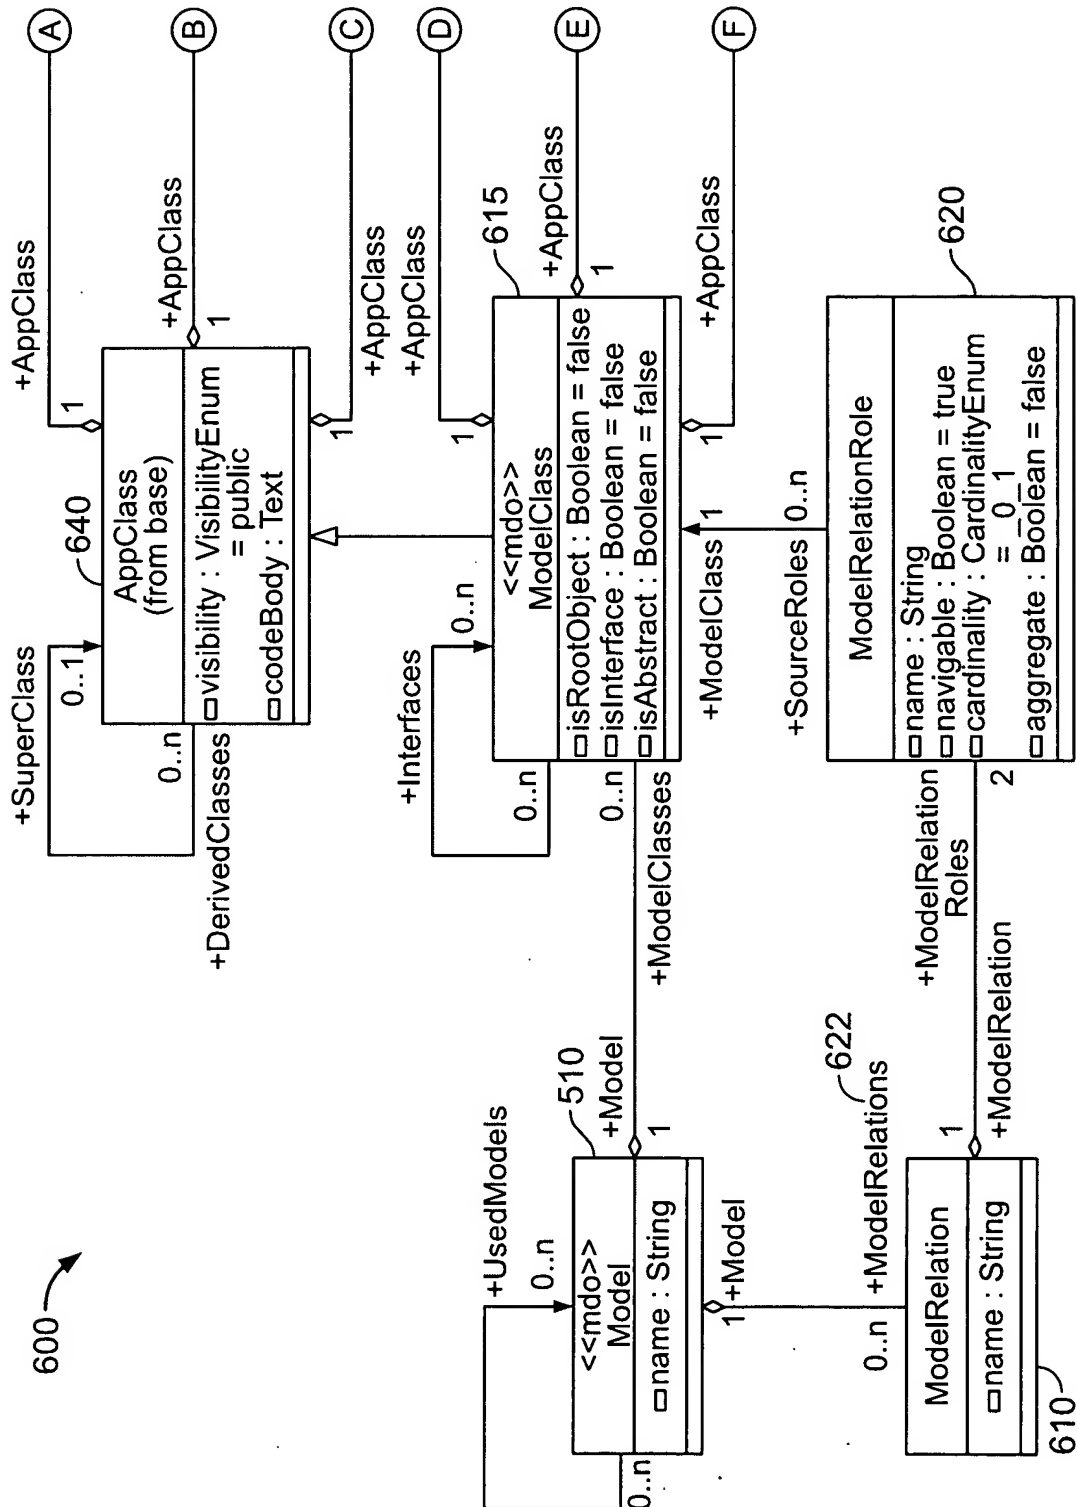 600
+SuperClass
0..1
640
AppClass
(from base)
visibility : VisibilityEnum
= public
codeBody : Text
0..n
+DerivedClasses
+AppClass
1
A
+AppClass
1
B
1
+AppClass
C
+Interfaces
0..n
0..n
<<mdo>>
ModelClass
isRootObject : Boolean = false
isInterface : Boolean = false
isAbstract : Boolean = false
615
+AppClass
1
D
+AppClass
1
E
1
+AppClass
F
0..n
+ModelClasses
+UsedModels
0..n
510
<<mdo>>
Model
name : String
0..n
+Model
1
1
+Model
+ModelClass
1
+SourceRoles
0..n
620
ModelRelationRole
name : String
navigable : Boolean = true
cardinality : CardinalityEnum
= _0_1
aggregate : Boolean = false
+ModelRelation
Roles
2
622
0..n
+ModelRelations
ModelRelation
name : String
610
1
+ModelRelation